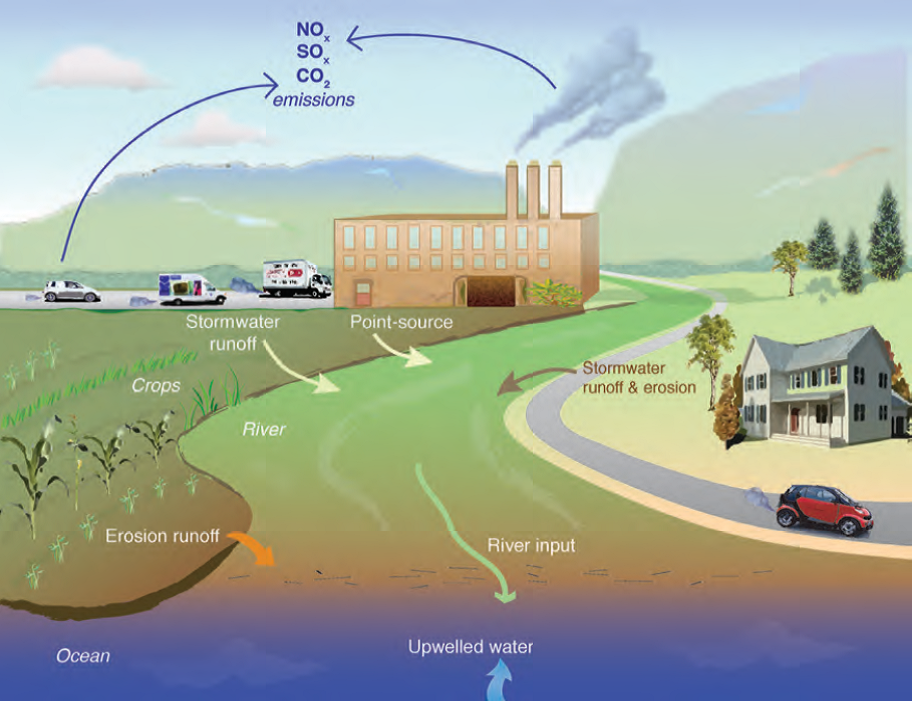 NOx
SOx
CO2
emissions
Stormwater
runoff
Point-source
Stormwater
runoff & erosion
Crops
River
Erosion runoff
River input
Upwelled water
Ocean